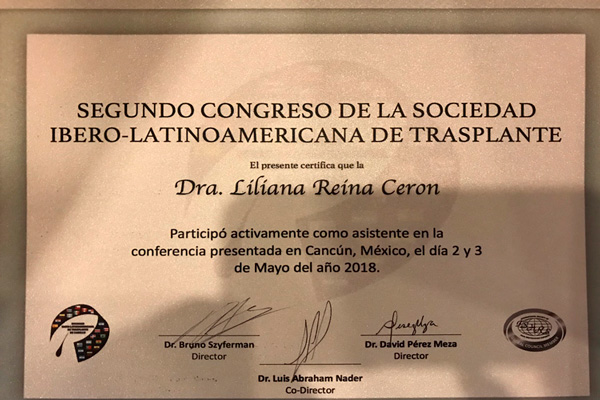 SEGUNDO CONGRESO DE LA SOCIEDAD
IBERO-LATINOAMERICANA DE TRASPLANTE
El presente certifica que la
Dra. Liliana Reina Ceron
Participó activamente como asistente en la
conferencia presentada en Cancún, México, el día 2 y 3
de Mayo del año 2018.
Dr. Bruno Szyferman
Director
Dr. David Pérez Meza
Director
Dr. Luis Abraham Nader
Co-Director